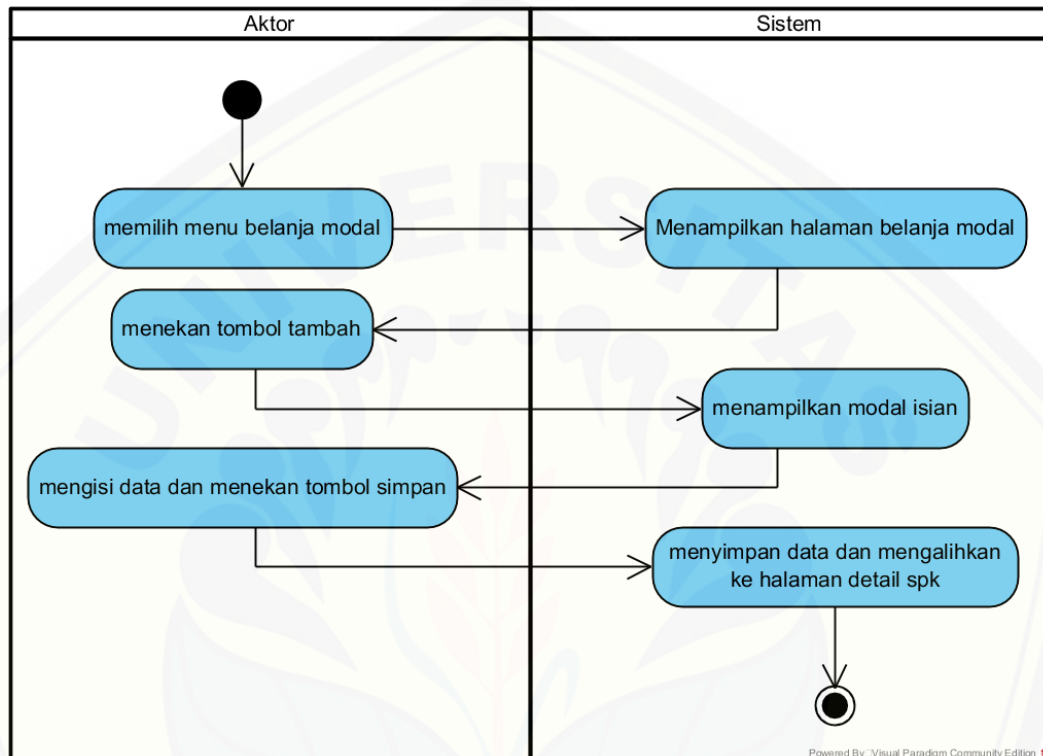 Aktor
Sistem
UNIVERSITAS
memilih menu belanja modal
Menampilkan halaman belanja modal
menekan tombol tambah
menampilkan modal isian
mengisi data dan menekan tombol simpan
menyimpan data dan mengalihkan
ke halaman detail spk
Powered By Visual Paradigm Community Edition